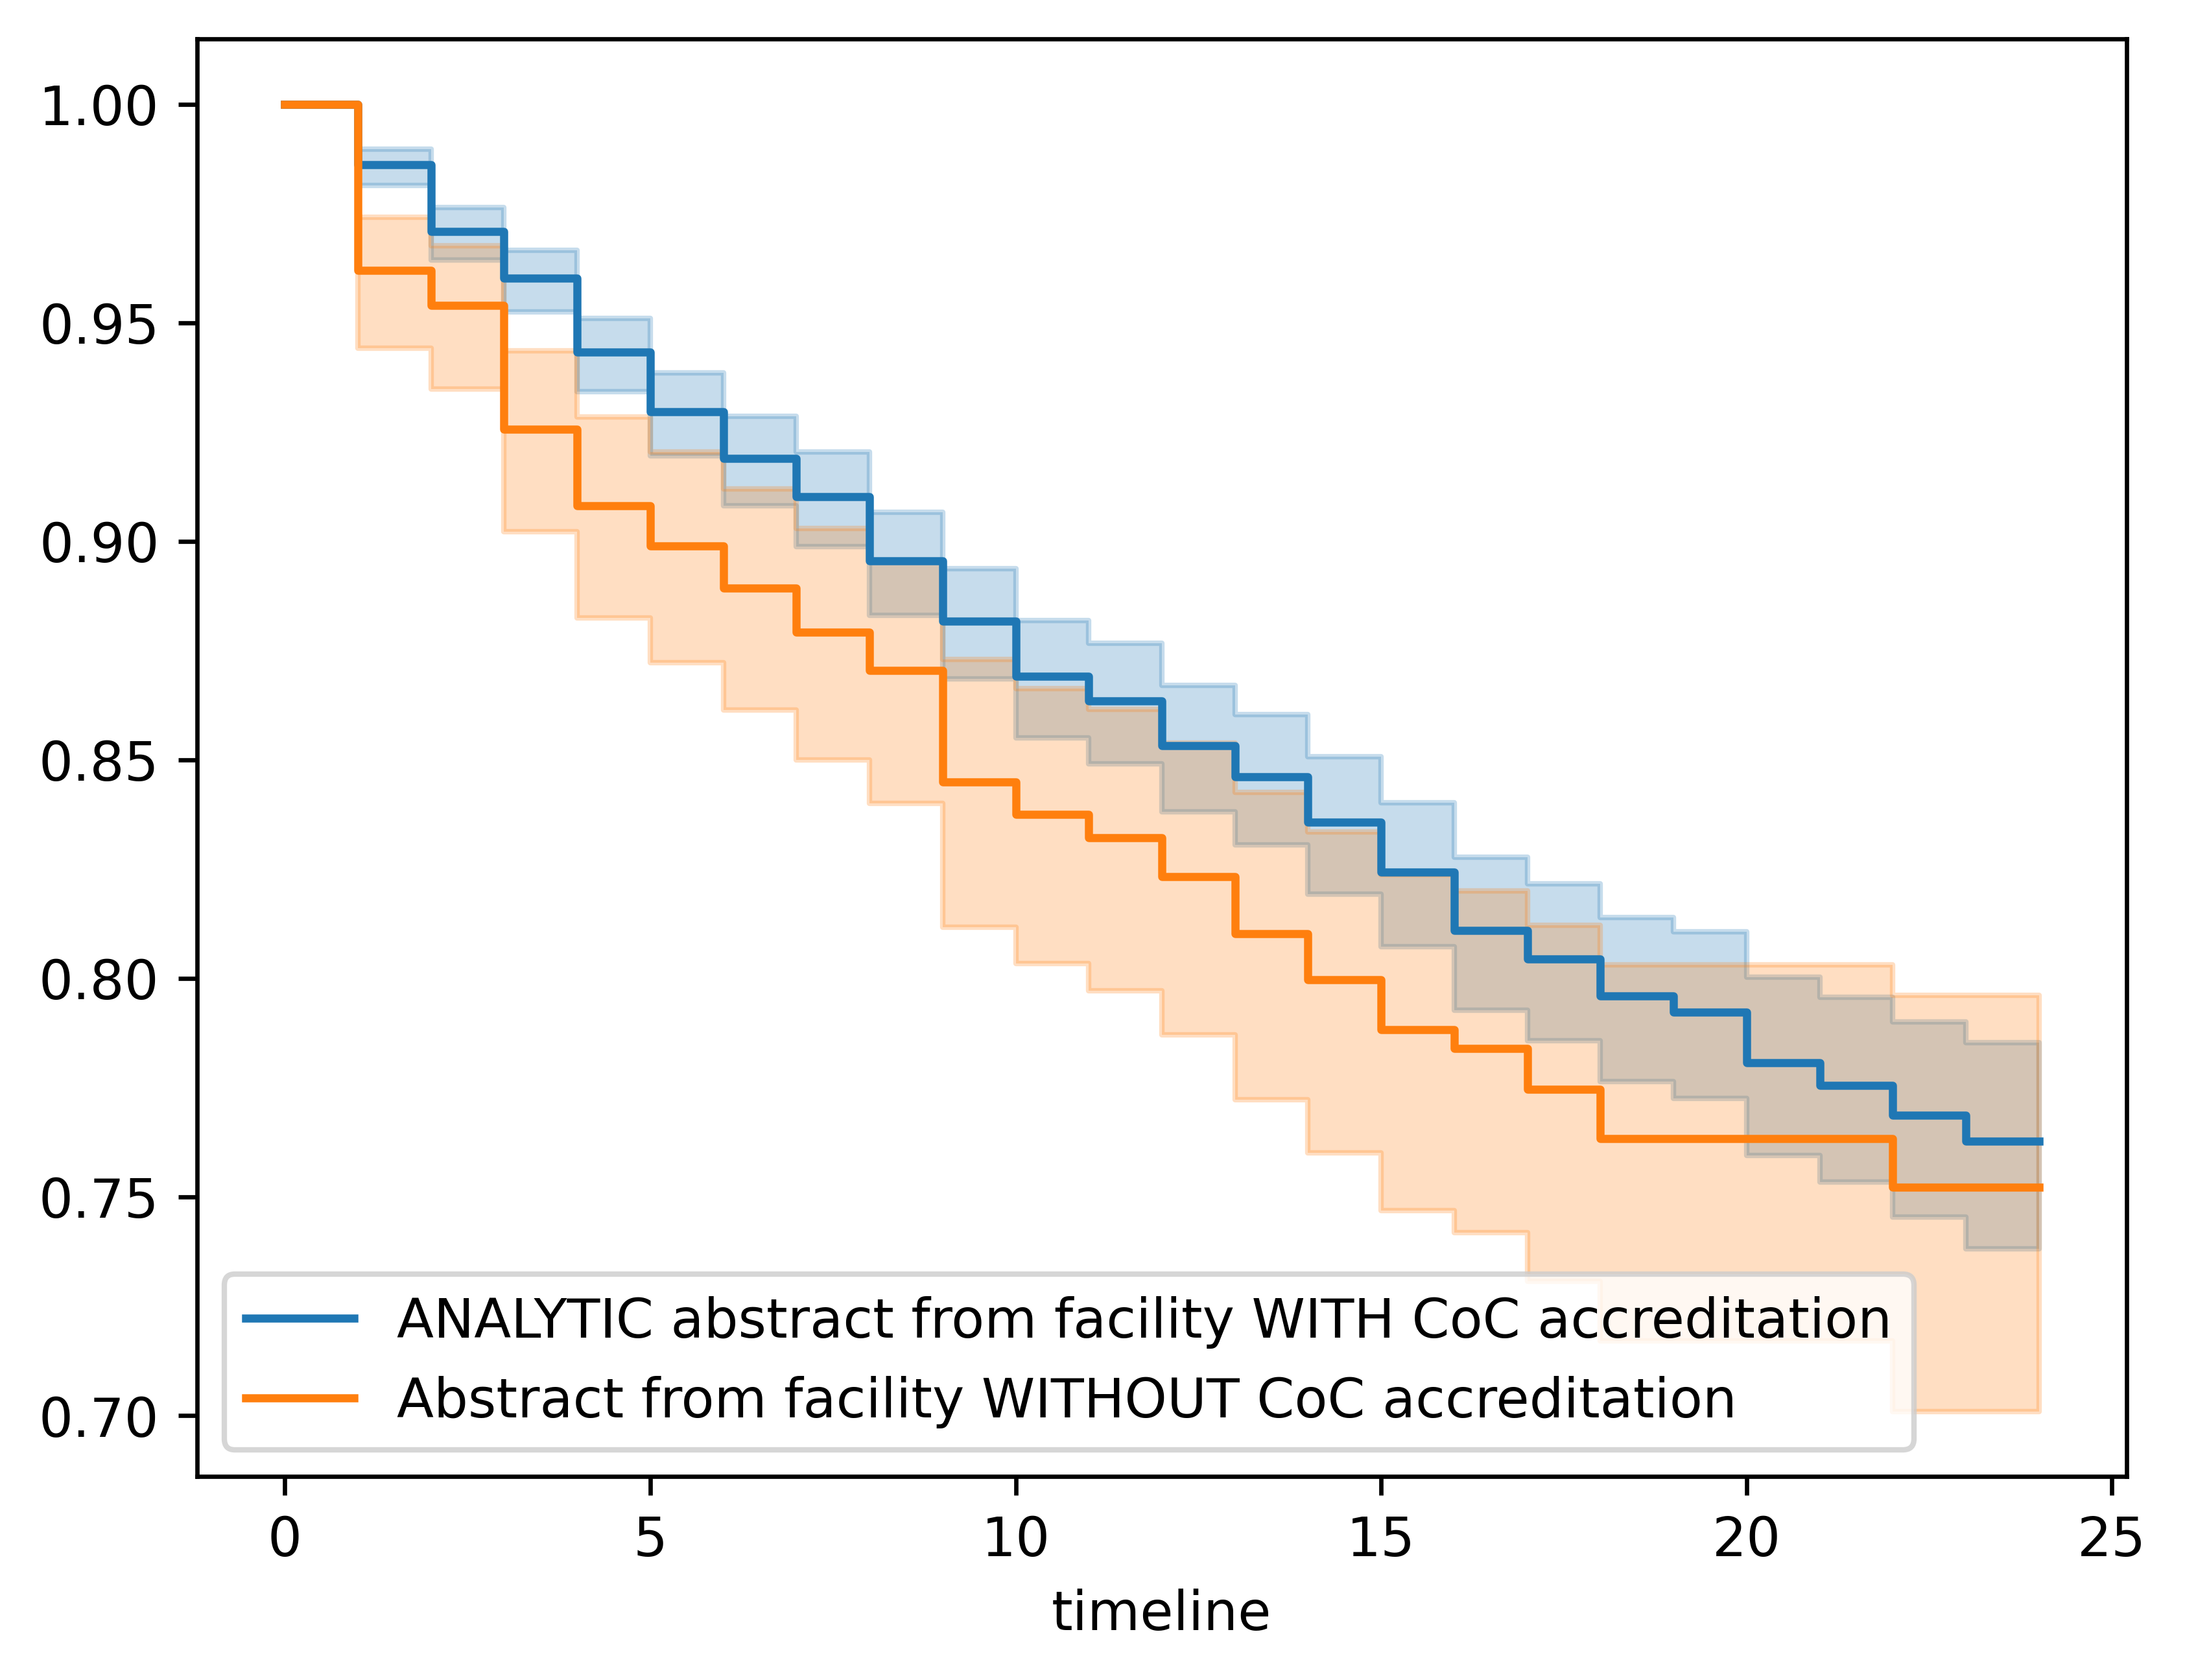 1.00
0.95
0.90
0.85
0.80
0.75
0.70
ANALYTIC abstract from facility WITH CoC accreditation
Abstract from facility WITHOUT CoC accreditation
0 5 10 15 20 25
timeline